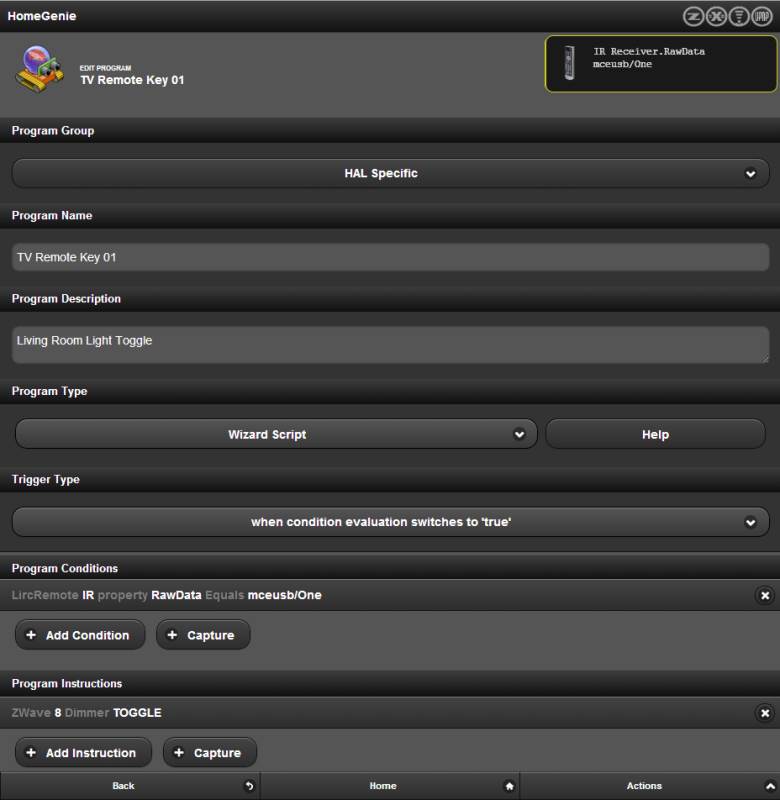 HomeGenie
Z X UPnP
EDIT PROGRAM
TV Remote Key 01
IR Receiver.RawData
mceusb/One
Program Group
HAL Specific
Program Name
TV Remote Key 01
Program Description
Living Room Light Toggle
Program Type
Wizard Script Help
Trigger Type
when condition evaluation switches to 'true'
Program Conditions
LircRemote IR property RawData Equals mceusb/One
Add Condition Capture
Program Instructions
ZWave 8 Dimmer TOGGLE
Add Instruction Capture
Back Home Actions